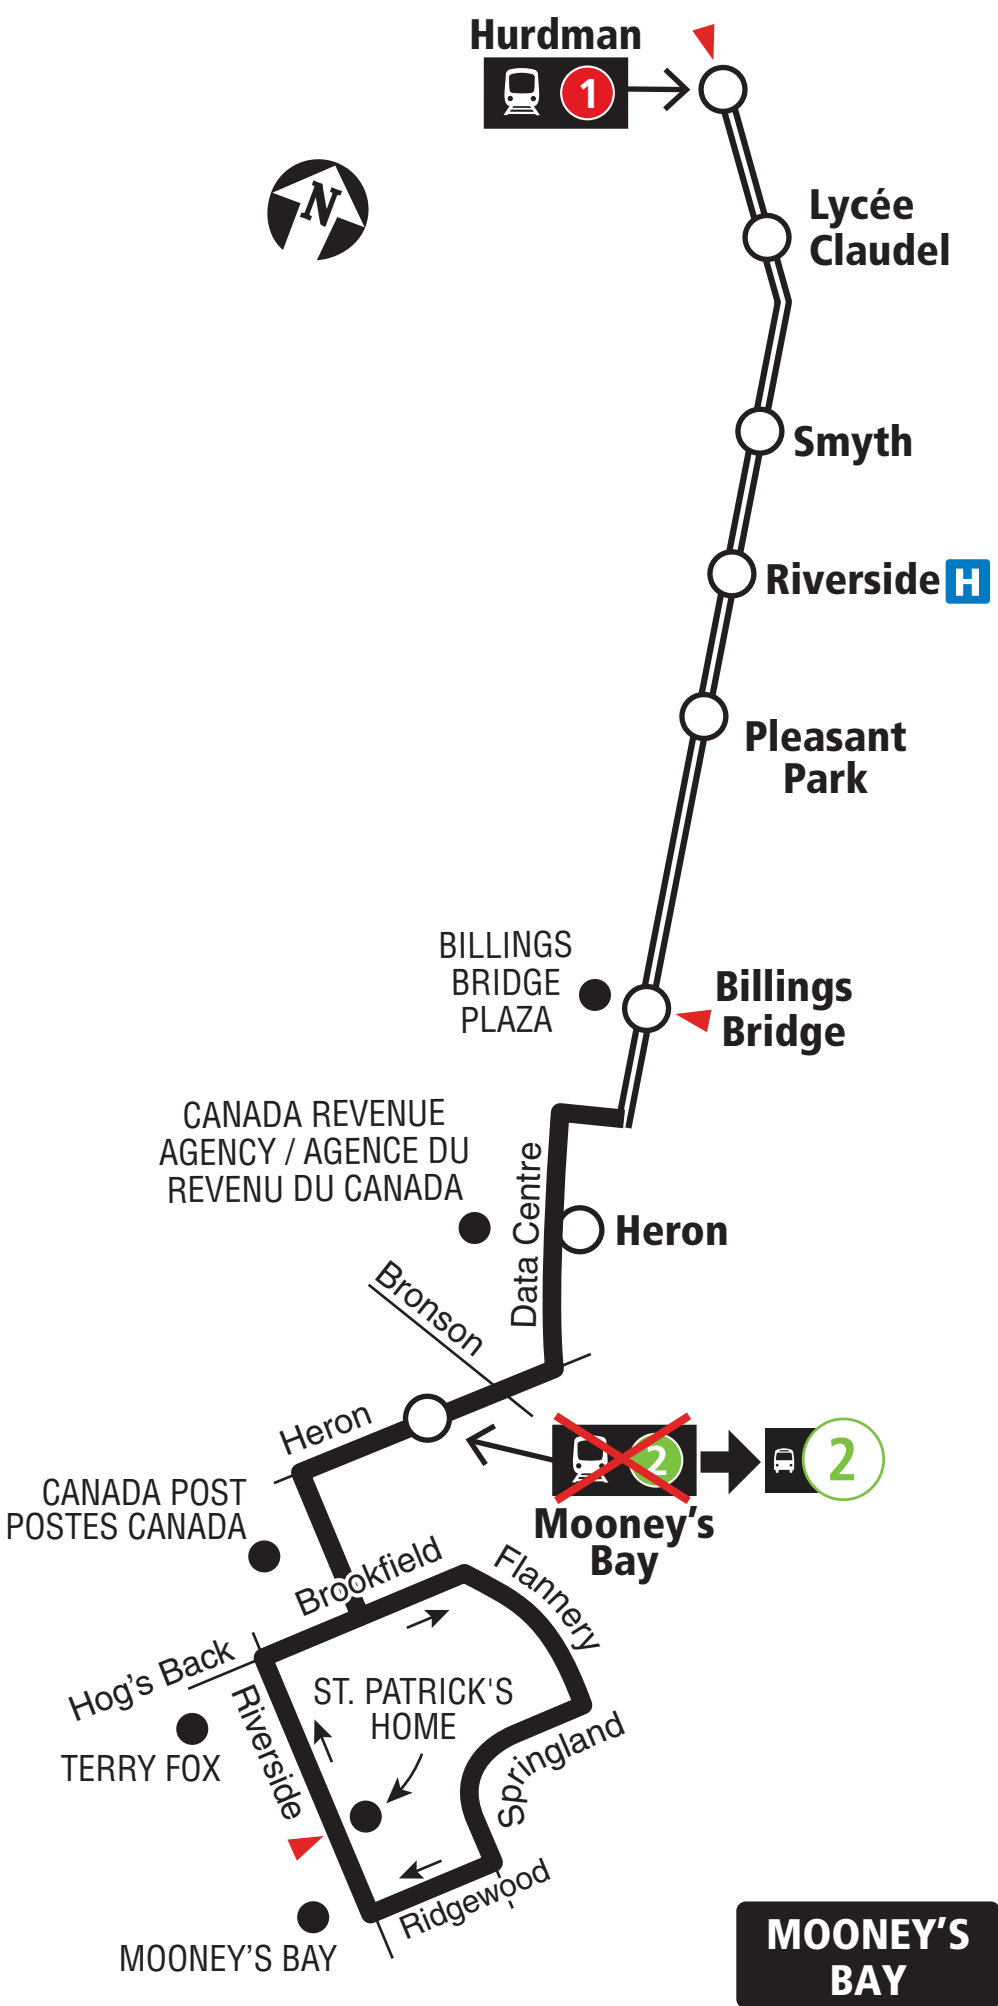 Hurdman
1
N
Lycée
Claudel
Smyth
Riverside H
Pleasant
Park
BILLINGS
BRIDGE
PLAZA
Billings
Bridge
CANADA REVENUE
AGENCY / AGENCE DU
REVENU DU CANADA
Data Centre
Heron
Bronson
Heron
2
2
Mooney's
Bay
CANADA POST
POSTES CANADA
Brookfield
Flannery
Hog's Back
Riverside
ST. PATRICK'S
HOME
TERRY FOX
Springland
Ridgewood
MOONEY'S BAY
MOONEY'S
BAY